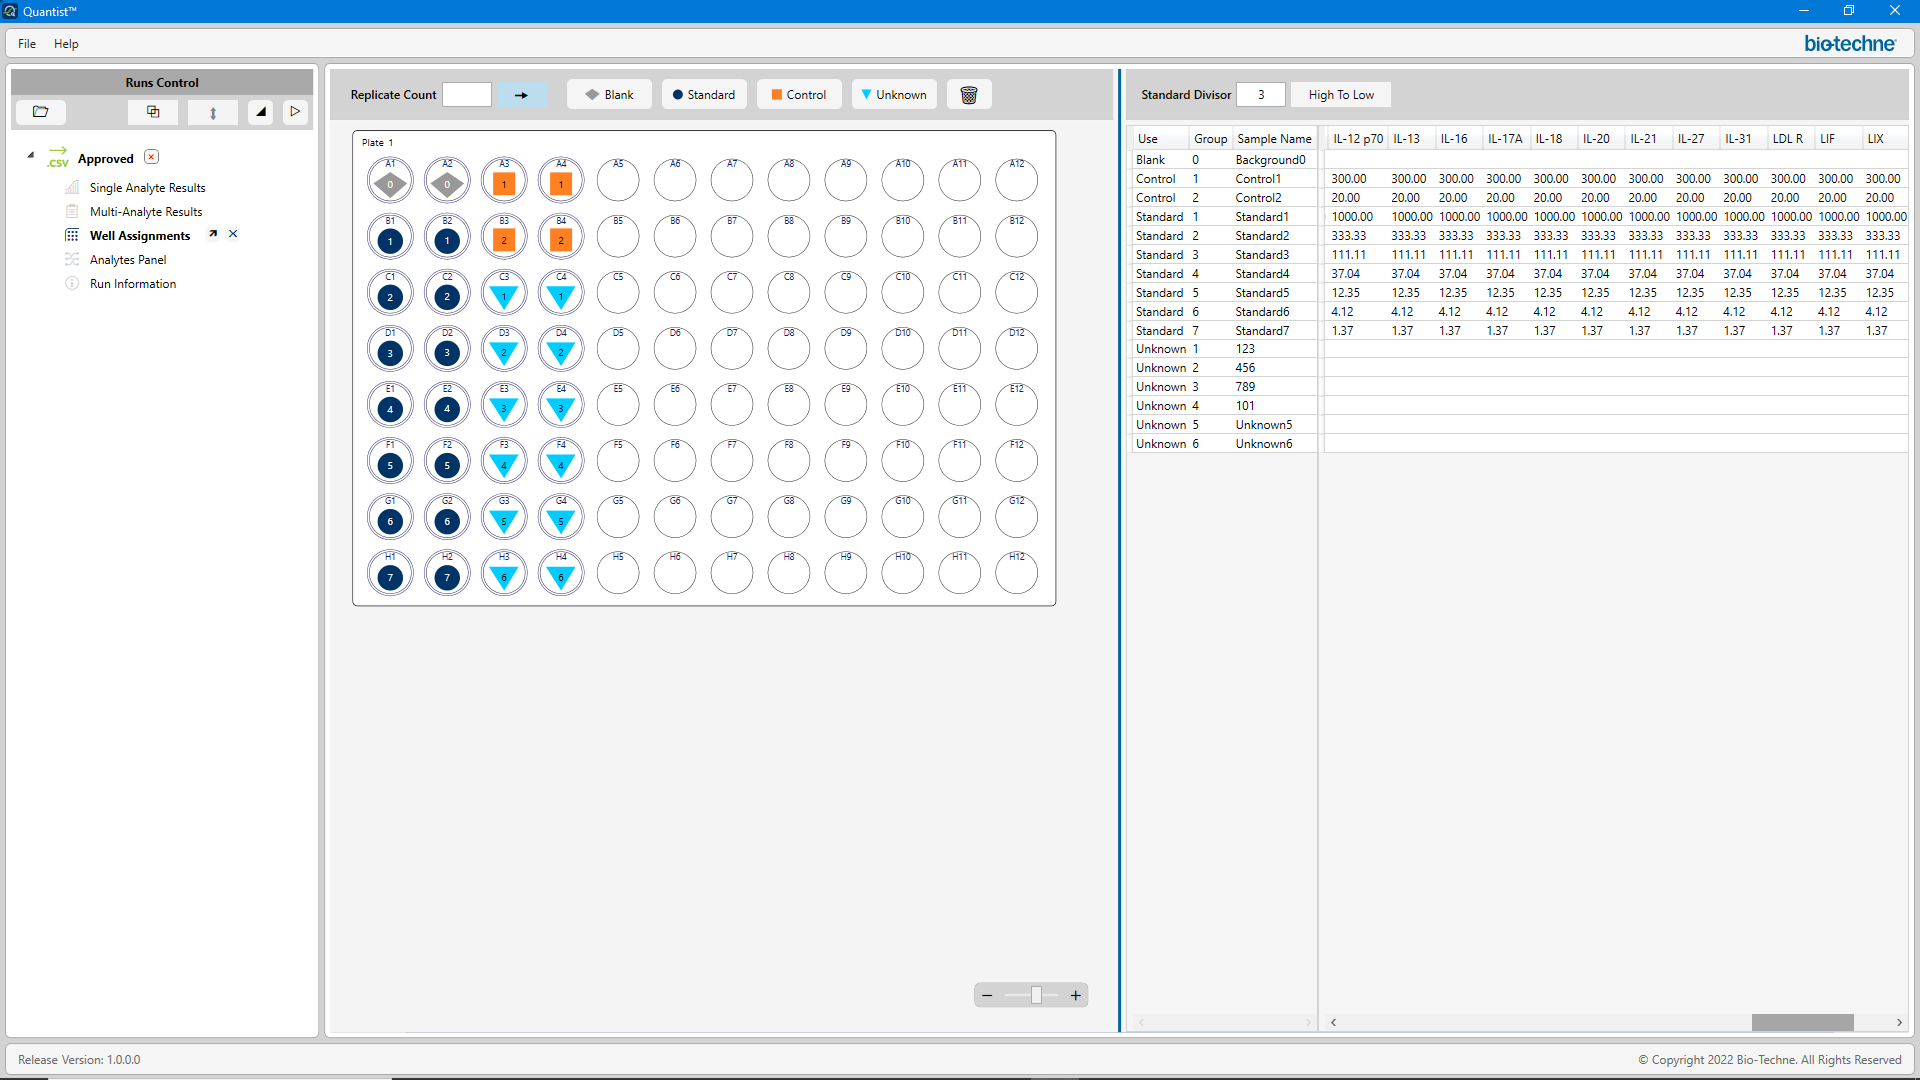 Quantist™
File Help
bio-techne
Runs Control
.CSV Approved
Single Analyte Results
Multi-Analyte Results
Well Assignments
Analytes Panel
Run Information
Replicate Count Blank Standard Control Unknown
Plate 1
A1 A2 A3 A4 A5 A6 A7 A8 A9 A10 A11 A12
0 0 1 1
B1 B2 B3 B4 B5 B6 B7 B8 B9 B10 B11 B12
1 1 2 2
C1 C2 C3 C4 C5 C6 C7 C8 C9 C10 C11 C12
2 2 1 1
D1 D2 D3 D4 D5 D6 D7 D8 D9 D10 D11 D12
3 3 2 2
E1 E2 E3 E4 E5 E6 E7 E8 E9 E10 E11 E12
4 4 3 3
F1 F2 F3 F4 F5 F6 F7 F8 F9 F10 F11 F12
5 5 4 4
G1 G2 G3 G4 G5 G6 G7 G8 G9 G10 G11 G12
6 6 5 5
H1 H2 H3 H4 H5 H6 H7 H8 H9 H10 H11 H12
7 7 6 6
Standard Divisor 3 High To Low
Use Group Sample Name IL-12 p70 IL-13 IL-16 IL-17A IL-18 IL-20 IL-21 IL-27 IL-31 LDL R LIF LIX
Blank 0 Background0
Control 1 Control1 300.00 300.00 300.00 300.00 300.00 300.00 300.00 300.00 300.00 300.00 300.00 300.00
Control 2 Control2 20.00 20.00 20.00 20.00 20.00 20.00 20.00 20.00 20.00 20.00 20.00 20.00
Standard 1 Standard1 1000.00 1000.00 1000.00 1000.00 1000.00 1000.00 1000.00 1000.00 1000.00 1000.00 1000.00 1000.00
Standard 2 Standard2 333.33 333.33 333.33 333.33 333.33 333.33 333.33 333.33 333.33 333.33 333.33 333.33
Standard 3 Standard3 111.11 111.11 111.11 111.11 111.11 111.11 111.11 111.11 111.11 111.11 111.11 111.11
Standard 4 Standard4 37.04 37.04 37.04 37.04 37.04 37.04 37.04 37.04 37.04 37.04 37.04 37.04
Standard 5 Standard5 12.35 12.35 12.35 12.35 12.35 12.35 12.35 12.35 12.35 12.35 12.35 12.35
Standard 6 Standard6 4.12 4.12 4.12 4.12 4.12 4.12 4.12 4.12 4.12 4.12 4.12 4.12
Standard 7 Standard7 1.37 1.37 1.37 1.37 1.37 1.37 1.37 1.37 1.37 1.37 1.37 1.37
Unknown 1 123
Unknown 2 456
Unknown 3 789
Unknown 4 101
Unknown 5 Unknown5
Unknown 6 Unknown6
Release Version: 1.0.0.0
© Copyright 2022 Bio-Techne. All Rights Reserved